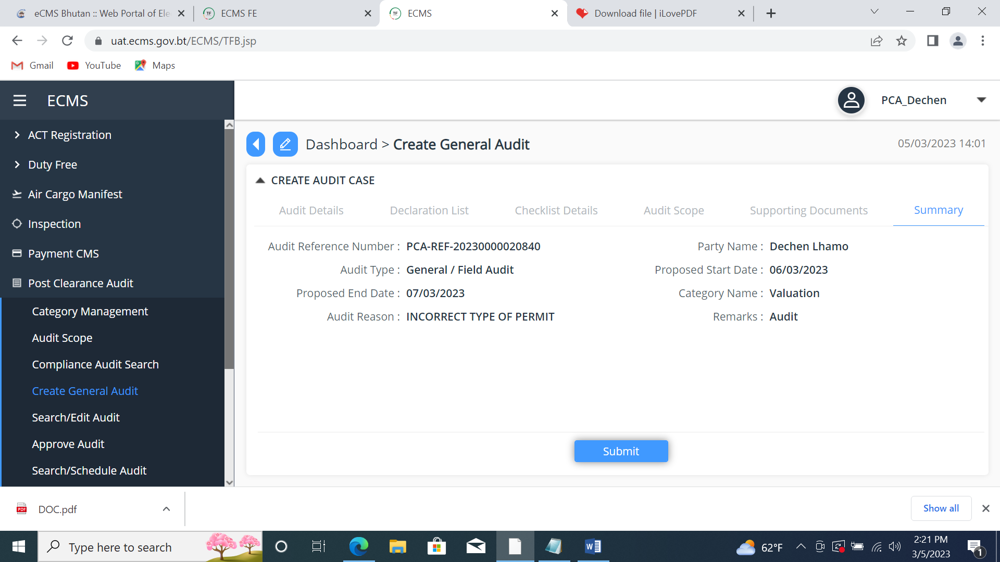 eCMS Bhutan :: Web Portal of Ele
ECMS FE
ECMS
Download file | iLovePDF
uat.ecms.gov.bt/ECMS/TFB.jsp
Gmail
YouTube
Maps
ECMS
PCA_Dechen
ACT Registration
Duty Free
Air Cargo Manifest
Inspection
Payment CMS
Post Clearance Audit
Category Management
Audit Scope
Compliance Audit Search
Create General Audit
Search/Edit Audit
Approve Audit
Search/Schedule Audit
Dashboard > Create General Audit
05/03/2023 14:01
CREATE AUDIT CASE
Audit Details Declaration List Checklist Details Audit Scope Supporting Documents Summary
Audit Reference Number : PCA-REF-20230000020840 Party Name : Dechen Lhamo
Audit Type : General / Field Audit Proposed Start Date : 06/03/2023
Proposed End Date : 07/03/2023 Category Name : Valuation
Audit Reason : INCORRECT TYPE OF PERMIT Remarks : Audit
Submit
DOC.pdf
Show all
Type here to search
62°F
2:21 PM
3/5/2023
1